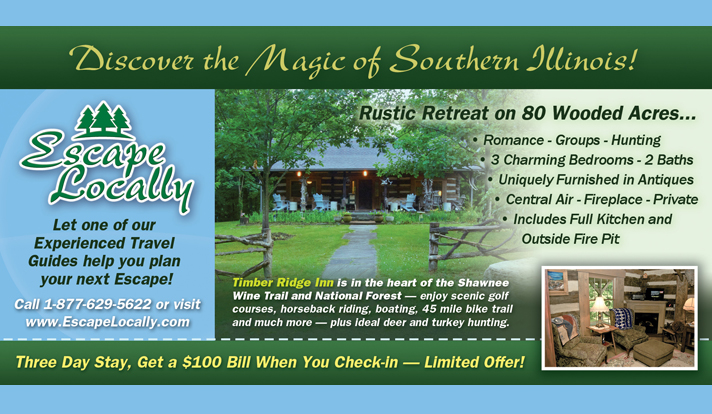 Discover the Magic of Southern Illinois!
Escape
Locally
Let one of our
Experienced Travel
Guides help you plan
your next Escape!
Call 1-877-629-5622 or visit
www.EscapeLocally.com
Rustic Retreat on 80 Wooded Acres...
• Romance - Groups - Hunting
• 3 Charming Bedrooms - 2 Baths
• Uniquely Furnished in Antiques
• Central Air - Fireplace - Private
• Includes Full Kitchen and
Outside Fire Pit
Timber Ridge Inn is in the heart of the Shawnee
Wine Trail and National Forest — enjoy scenic golf
courses, horseback riding, boating, 45 mile bike trail
and much more — plus ideal deer and turkey hunting.
Three Day Stay, Get a $100 Bill When You Check-in — Limited Offer!